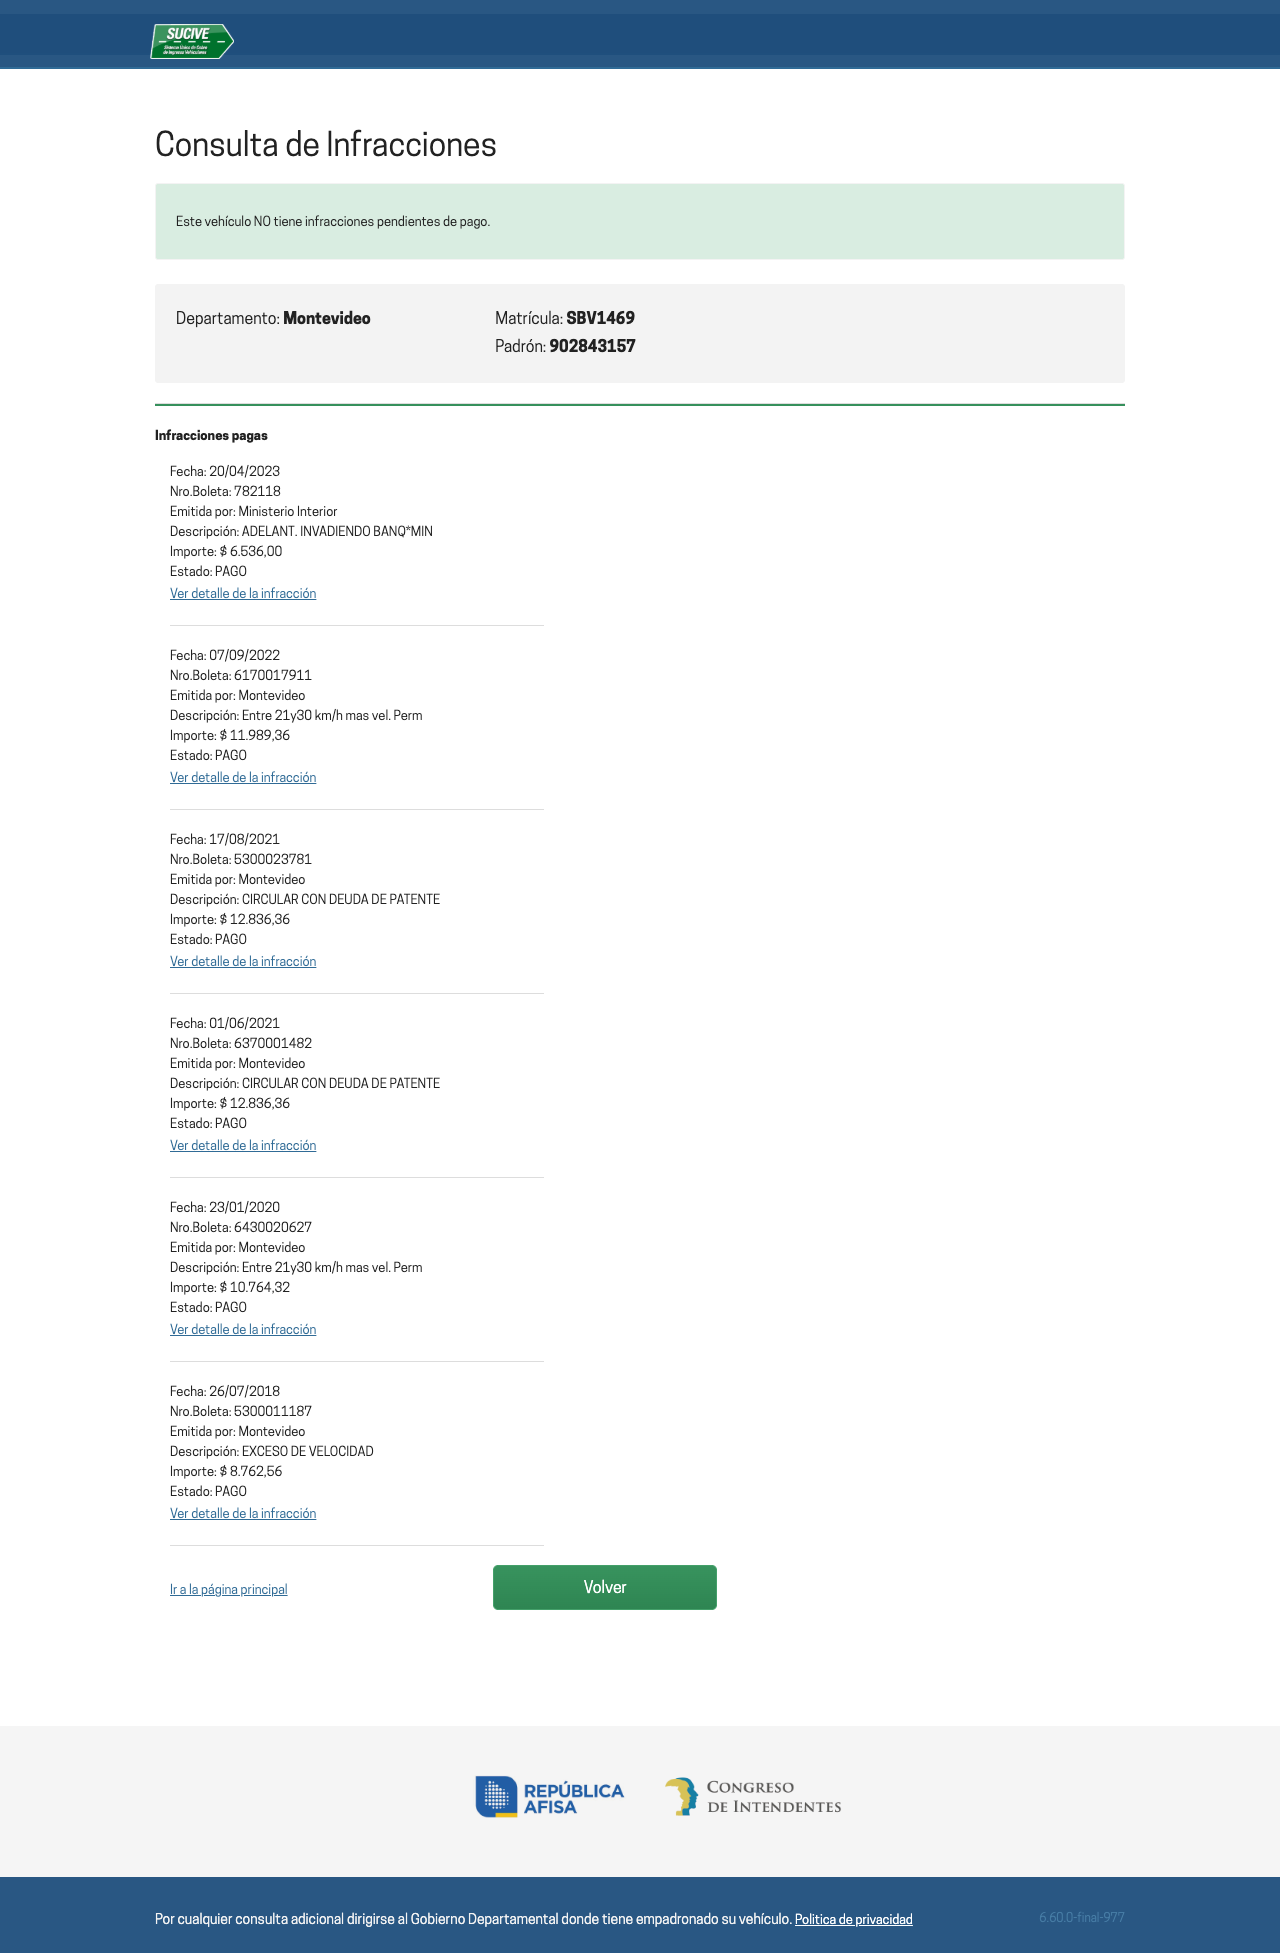 SUCIVE
Sistema Único de Cobro
de Ingresos Vehiculares
Consulta de Infracciones
Este vehículo NO tiene infracciones pendientes de pago.
Departamento: Montevideo
Matrícula: SBV1469
Padrón: 902843157
Infracciones pagas
Fecha: 20/04/2023
Nro.Boleta: 782118
Emitida por: Ministerio Interior
Descripción: ADELANT. INVADIENDO BANQ*MIN
Importe: $ 6.536,00
Estado: PAGO
Ver detalle de la infracción
Fecha: 07/09/2022
Nro.Boleta: 6170017911
Emitida por: Montevideo
Descripción: Entre 21y30 km/h mas vel. Perm
Importe: $ 11.989,36
Estado: PAGO
Ver detalle de la infracción
Fecha: 17/08/2021
Nro.Boleta: 5300023781
Emitida por: Montevideo
Descripción: CIRCULAR CON DEUDA DE PATENTE
Importe: $ 12.836,36
Estado: PAGO
Ver detalle de la infracción
Fecha: 01/06/2021
Nro.Boleta: 6370001482
Emitida por: Montevideo
Descripción: CIRCULAR CON DEUDA DE PATENTE
Importe: $ 12.836,36
Estado: PAGO
Ver detalle de la infracción
Fecha: 23/01/2020
Nro.Boleta: 6430020627
Emitida por: Montevideo
Descripción: Entre 21y30 km/h mas vel. Perm
Importe: $ 10.764,32
Estado: PAGO
Ver detalle de la infracción
Fecha: 26/07/2018
Nro.Boleta: 5300011187
Emitida por: Montevideo
Descripción: EXCESO DE VELOCIDAD
Importe: $ 8.762,56
Estado: PAGO
Ver detalle de la infracción
Ir a la página principal
Volver
REPÚBLICA
AFISA
CONGRESO
DE INTENDENTES
Por cualquier consulta adicional dirigirse al Gobierno Departamental donde tiene empadronado su vehículo. Politica de privacidad
6.60.0-final-977